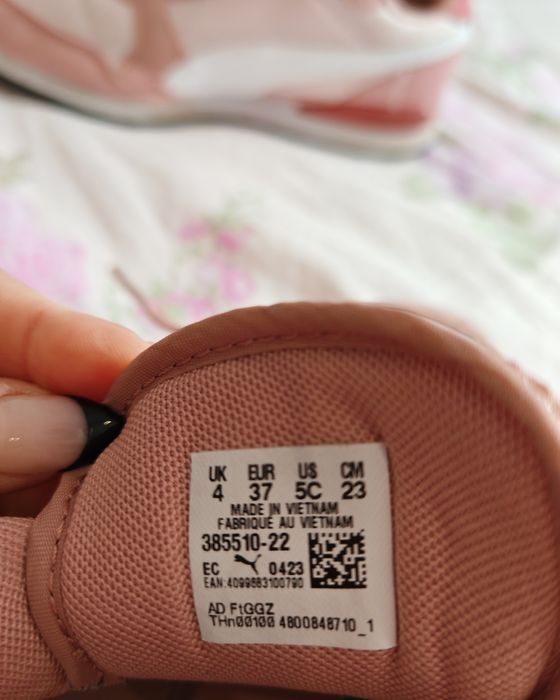 UK EUR US CM
4 37 5C 23
MADE IN VIETNAM
FABRIQUÉ AU VIETNAM
385510-22
EC 0423
EAN:4099683100790
AD FtGGZ
THn00100 4800848710_1